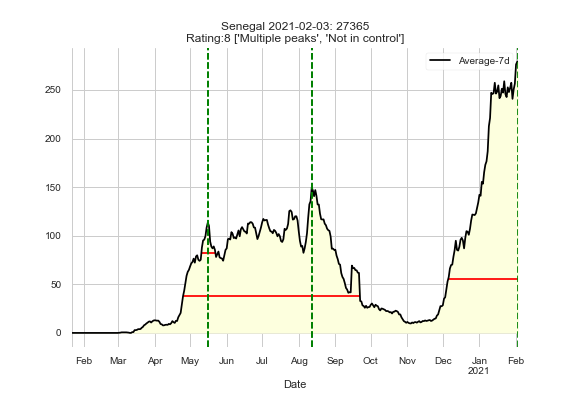 Senegal 2021-02-03: 27365
Rating:8 ['Multiple peaks', 'Not in control']
Average-7d
250
200
150
100
50
0
Feb Mar Apr May Jun Jul Aug Sep Oct Nov Dec Jan Feb
2021
Date